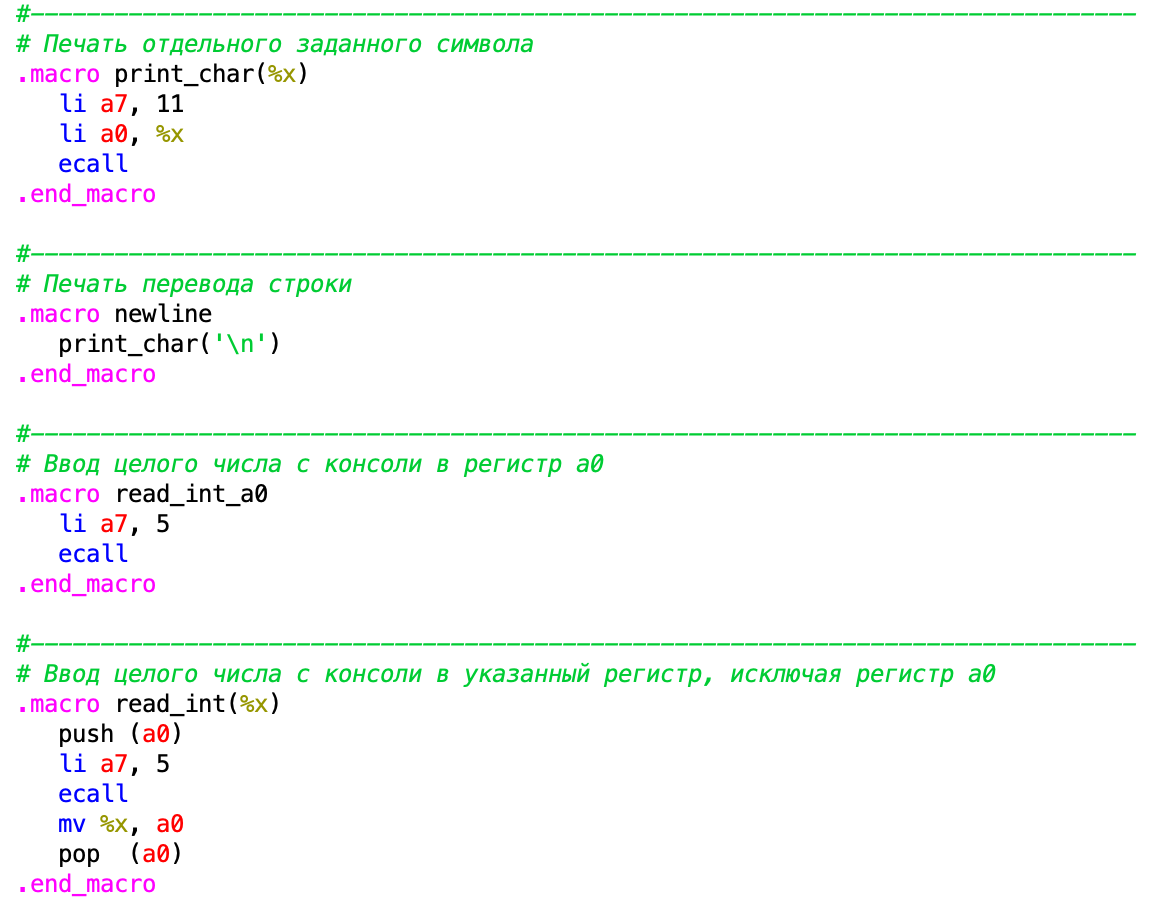 #-------------------------------------------------------------------------------
# Печать отдельного заданного символа
.macro print_char(%x)
   li a7, 11
   li a0, %x
   ecall
.end_macro

#-------------------------------------------------------------------------------
# Печать перевода строки
.macro newline
   print_char('\n')
.end_macro

#-------------------------------------------------------------------------------
# Ввод целого числа с консоли в регистр a0
.macro read_int_a0
   li a7, 5
   ecall
.end_macro

#-------------------------------------------------------------------------------
# Ввод целого числа с консоли в указанный регистр, исключая регистр a0
.macro read_int(%x)
   push (a0)
   li a7, 5
   ecall
   mv %x, a0
   pop  (a0)
.end_macro